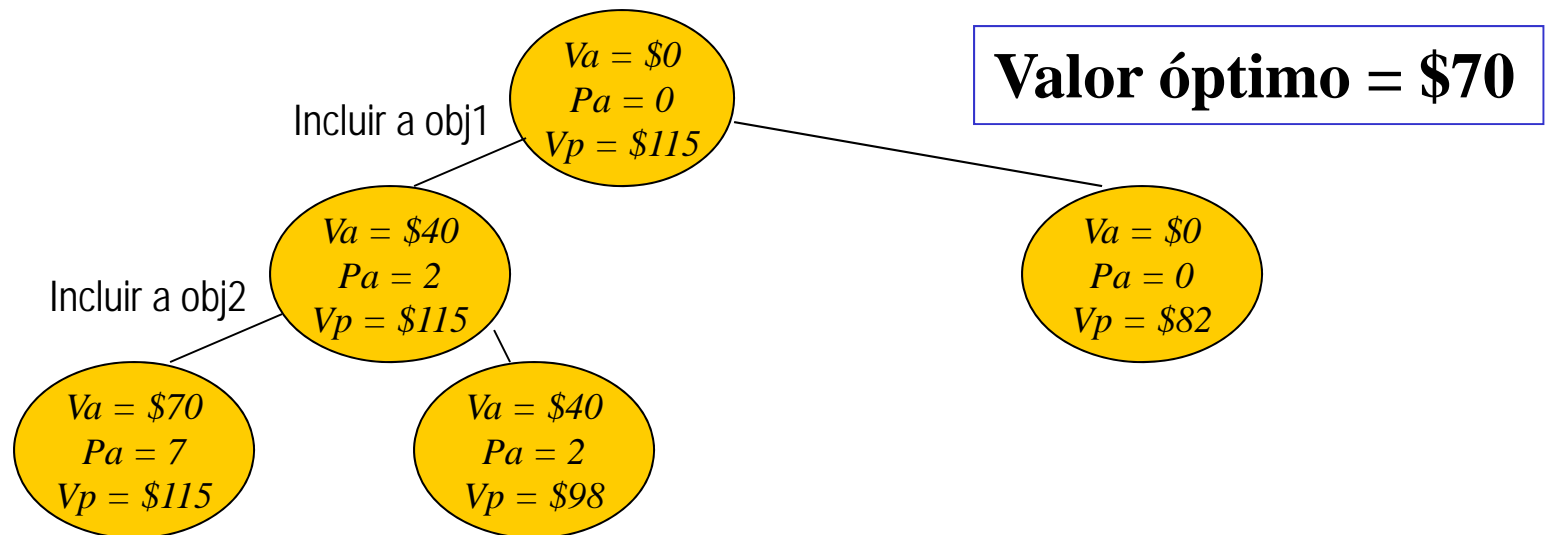 Va = $0
Pa = 0
Vp = $115
Valor óptimo = $70
Incluir a obj1
Va = $40
Pa = 2
Vp = $115
Va = $0
Pa = 0
Vp = $82
Incluir a obj2
Va = $70
Pa = 7
Vp = $115
Va = $40
Pa = 2
Vp = $98